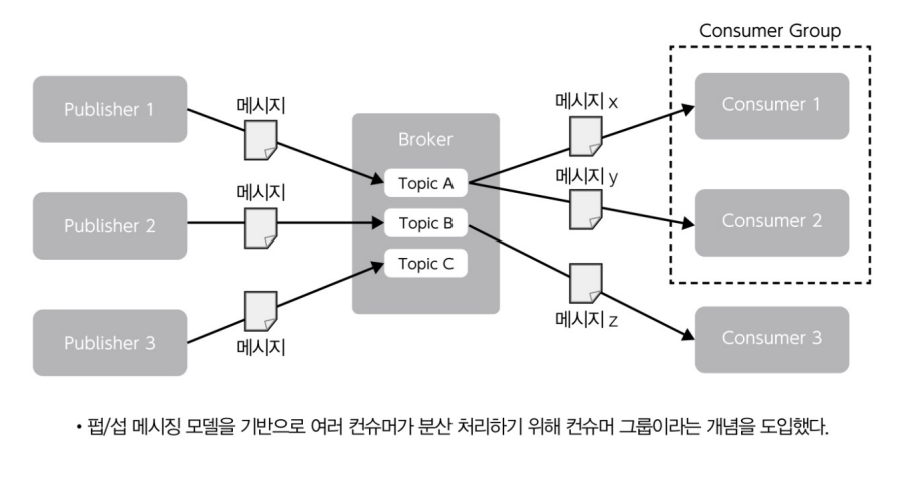 Consumer Group
Publisher 1
메시지
메시지 x
Consumer 1
Broker
Topic A
메시지
메시지 y
Publisher 2
Topic B
Consumer 2
Topic C
메시지 z
Publisher 3
메시지
Consumer 3
• 펍/섭 메시징 모델을 기반으로 여러 컨슈머가 분산 처리하기 위해 컨슈머 그룹이라는 개념을 도입했다.